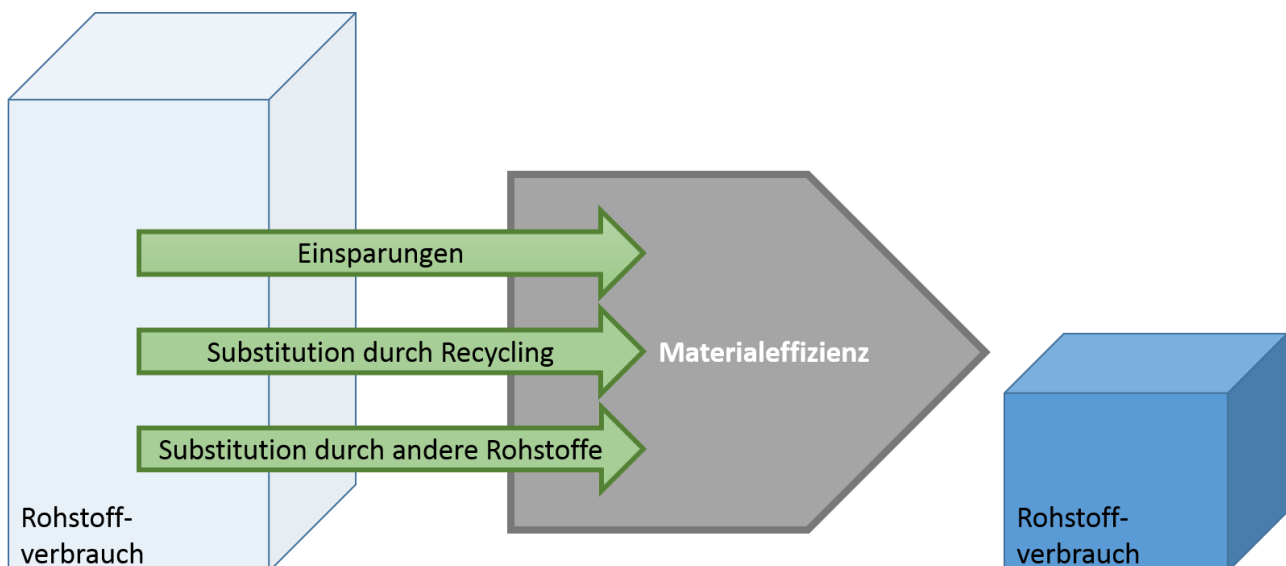 Einsparungen
Substitution durch Recycling
Materialeffizienz
Substitution durch andere Rohstoffe
Rohstoff-
verbrauch
Rohstoff-
verbrauch